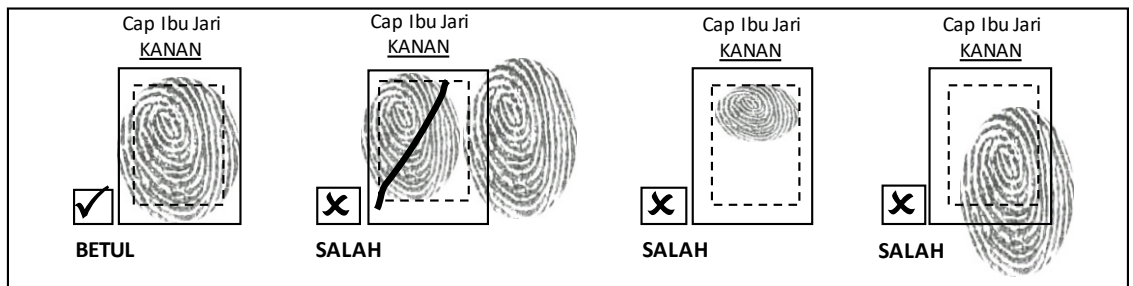 Cap Ibu Jari
KANAN
BETUL
Cap Ibu Jari
KANAN
SALAH
Cap Ibu Jari
KANAN
SALAH
Cap Ibu Jari
KANAN
SALAH